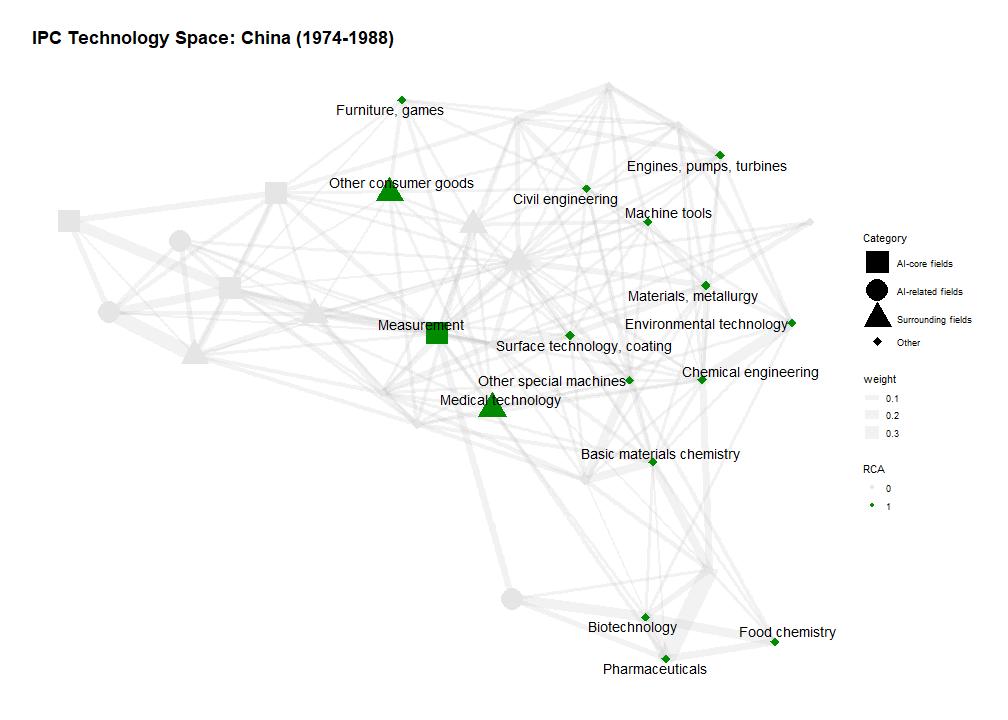 IPC Technology Space: China (1974-1988)
Furniture, games
Engines, pumps, turbines
Other consumer goods
Civil engineering
Machine tools
Materials, metallurgy
Measurement
Environmental technology
Surface technology, coating
Other special machines
Chemical engineering
Medical technology
Basic materials chemistry
Biotechnology
Food chemistry
Pharmaceuticals
Category
AI-core fields
AI-related fields
Surrounding fields
Other
weight
0.1
0.2
0.3
RCA
0
1